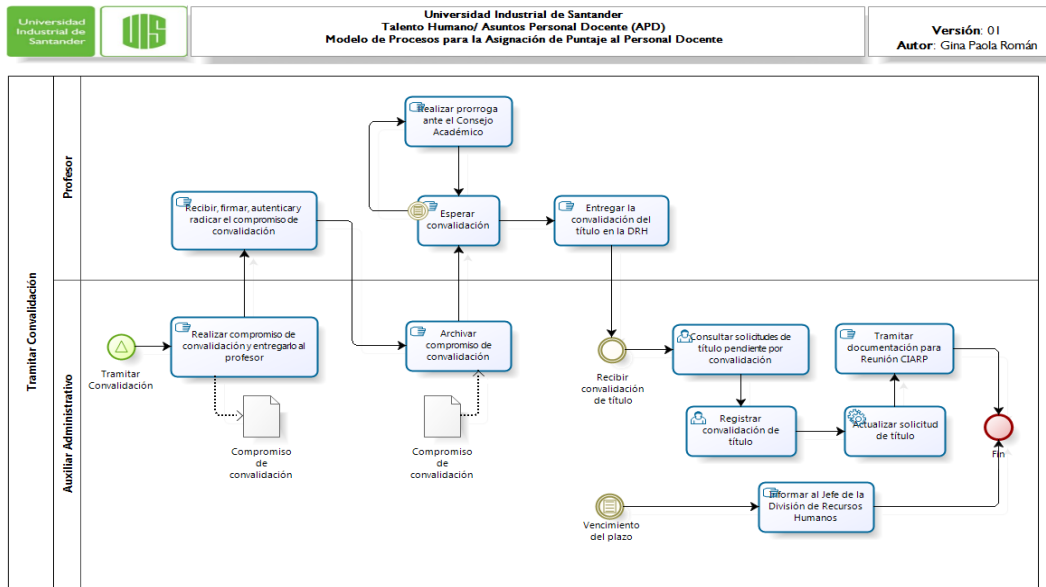 Universidad
Industrial de
Santander
UIS
Universidad Industrial de Santander
Talento Humano/ Asuntos Personal Docente (APD)
Modelo de Procesos para la Asignación de Puntaje al Personal Docente
Versión: 01
Autor: Gina Paola Román
Tramitar Convalidación
Profesor
Realizar prorroga
ante el Consejo
Académico
Recibir, firmar, autenticar y
radicar el compromiso de
convalidación
Esperar
convalidación
Entregar la
convalidación del
título en la DRH
Auxiliar Administrativo
Tramitar
Convalidación
Realizar compromiso de
convalidación y entregarlo al
profesor
Compromiso
de
convalidación
Archivar
compromiso de
convalidación
Compromiso
de
convalidación
Recibir
convalidación
de título
Consultar solicitudes de
título pendiente por
convalidación
Tramitar
documentación para
Reunión CIARP
Registrar
convalidación de
título
Actualizar solicitud
de título
Fin
Vencimiento
del plazo
Informar al Jefe de la
División de Recursos
Humanos